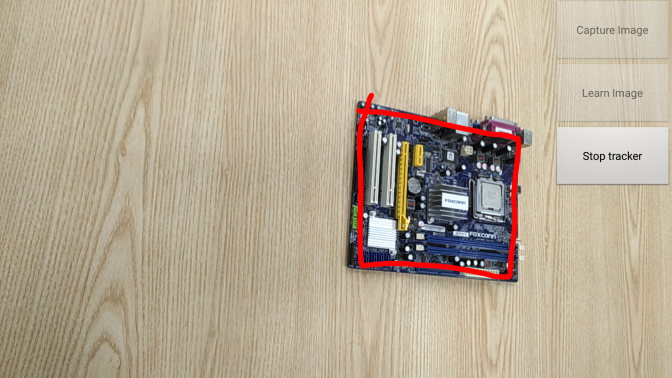 Capture Image
Learn Image
Stop tracker
FOXCONN
FOXCONN